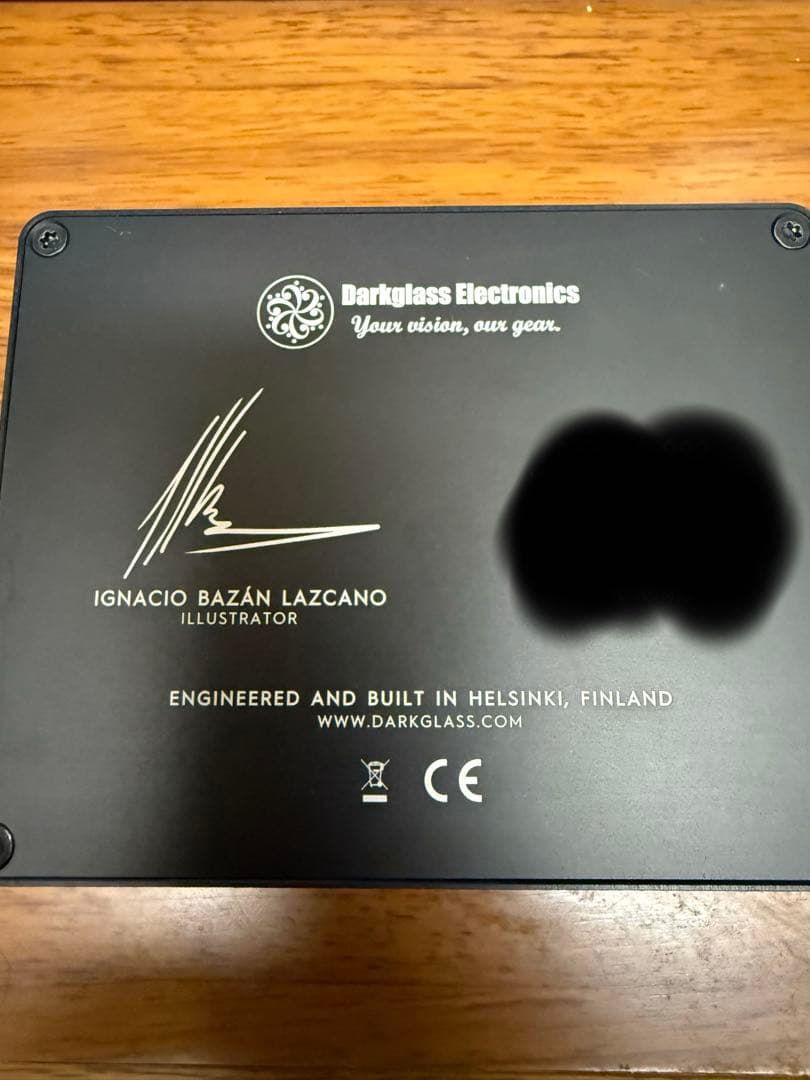 Darkglass Electronics
Your vision, our gear.
IGNACIO BAZÁN LAZCANO
ILLUSTRATOR
ENGINEERED AND BUILT IN HELSINKI, FINLAND
WWW.DARKGLASS.COM
CE